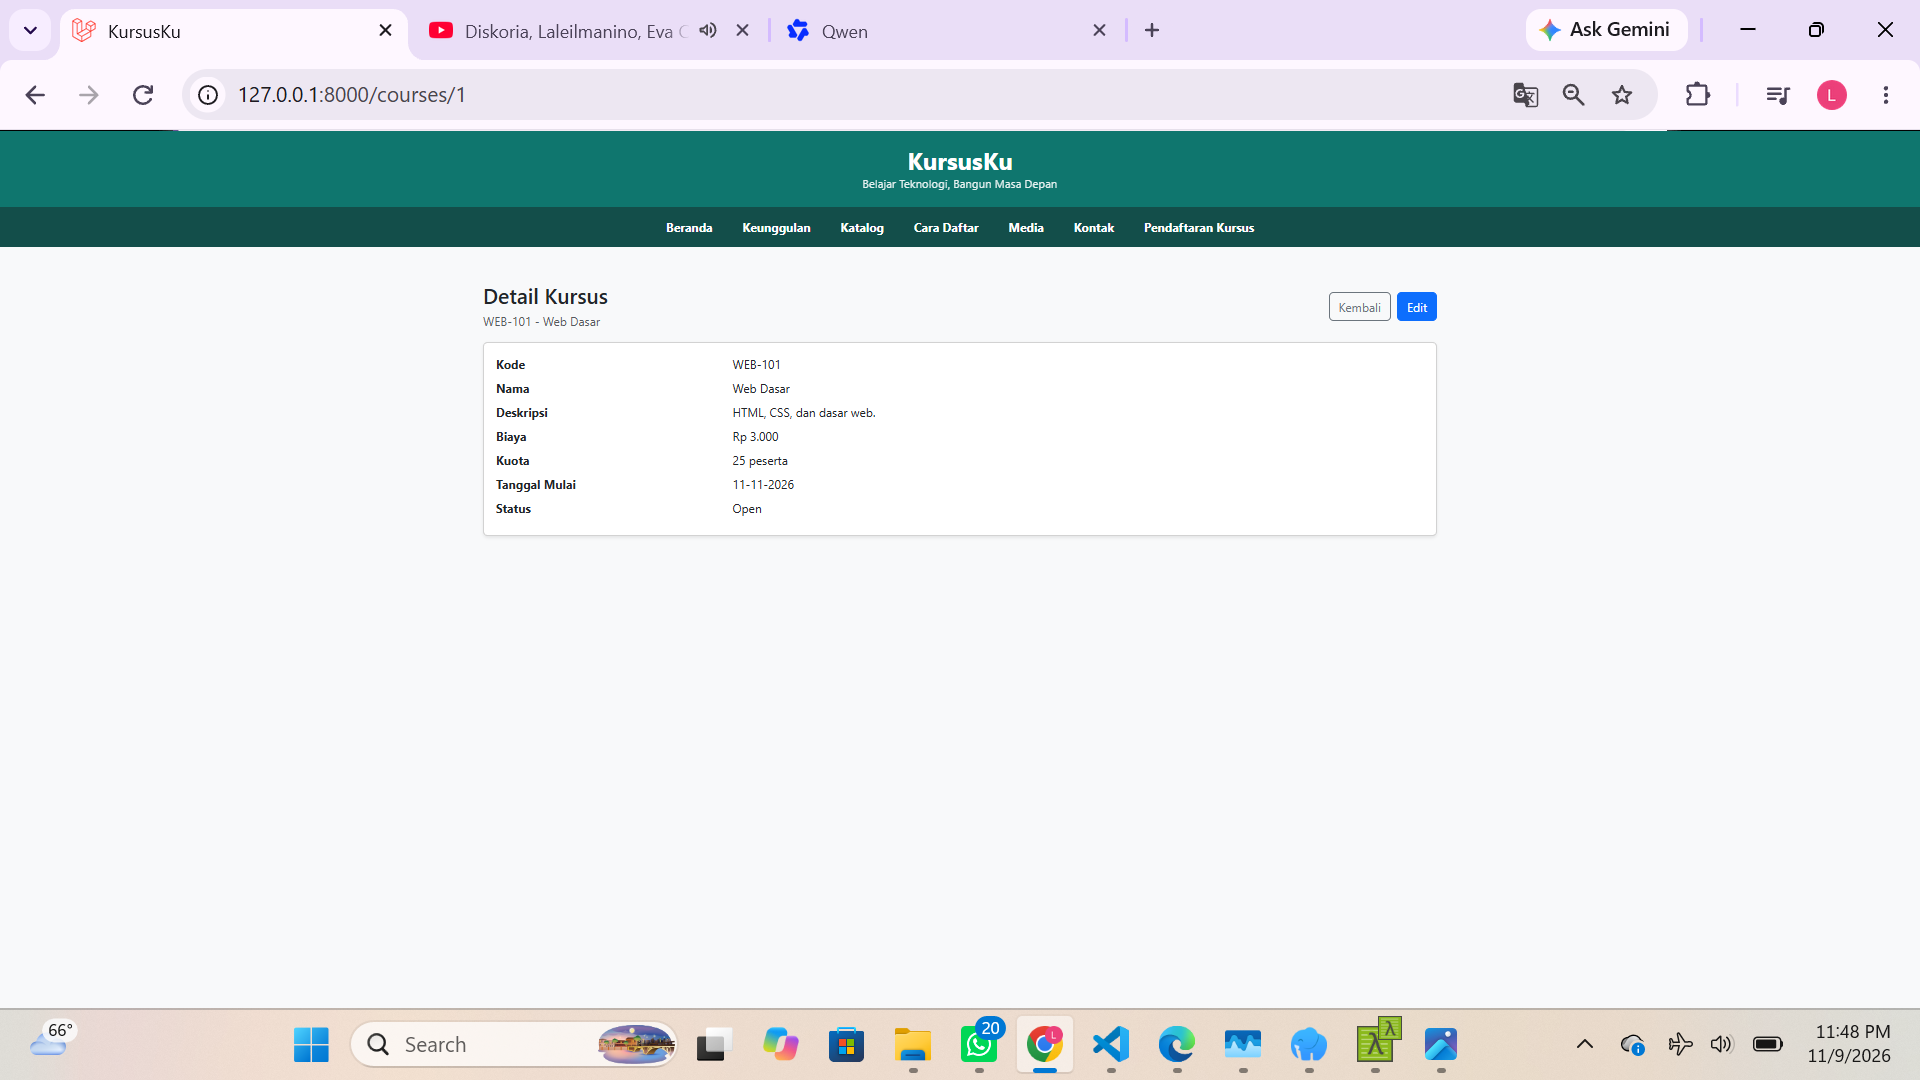 KursusKu
Diskoria, Laleilmanino, Eva
Qwen
Ask Gemini
127.0.0.1:8000/courses/1
L
KursusKu
Belajar Teknologi, Bangun Masa Depan
Beranda Keunggulan Katalog Cara Daftar Media Kontak Pendaftaran Kursus
Detail Kursus
WEB-101 - Web Dasar
Kembali Edit
Kode WEB-101
Nama Web Dasar
Deskripsi HTML, CSS, dan dasar web.
Biaya Rp 3.000
Kuota 25 peserta
Tanggal Mulai 11-11-2026
Status Open
66°
Search
20
L
11:48 PM
11/9/2026